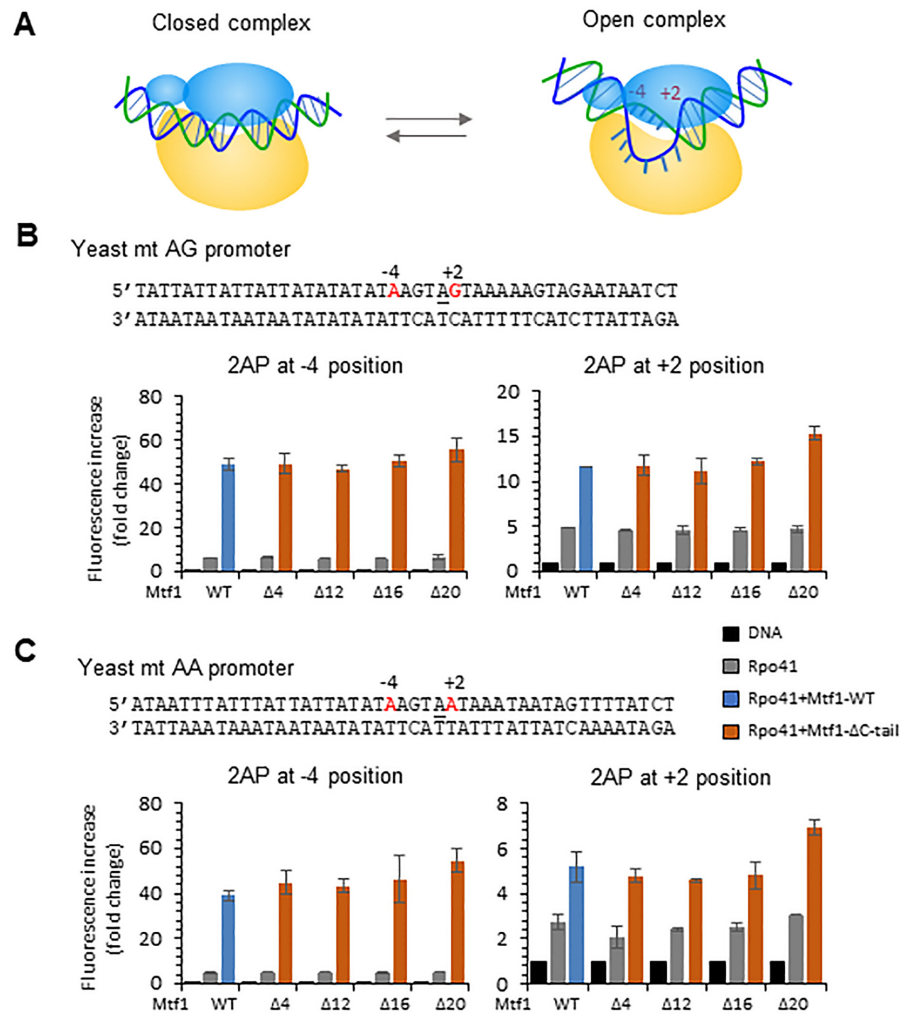 A
Closed complex
Open complex
-4 +2
B
Yeast mt AG promoter
-4 +2
5’ TATTATTATTATTATATATATAAGTAGTAAAAAGTAGAATAATCT
3’ ATAATAATAATAATATATATATTCATCATTTTTCATCTTATTAGA
2AP at -4 position
Fluorescence increase
(fold change)
80
60
40
20
0
Mtf1 WT Δ4 Δ12 Δ16 Δ20
2AP at +2 position
20
15
10
5
0
Mtf1 WT Δ4 Δ12 Δ16 Δ20
DNA
Rpo41
Rpo41+Mtf1-WT
Rpo41+Mtf1-ΔC-tail
C
Yeast mt AA promoter
-4 +2
5’ ATAATTTATTTATTATTATATAAGTAATAAATAATAGTTTTATCT
3’ TATTAAATAAATAATAATATATTCATTATTTATTATCAAAATAGA
2AP at -4 position
Fluorescence increase
(fold change)
80
60
40
20
0
Mtf1 WT Δ4 Δ12 Δ16 Δ20
2AP at +2 position
8
6
4
2
0
Mtf1 WT Δ4 Δ12 Δ16 Δ20